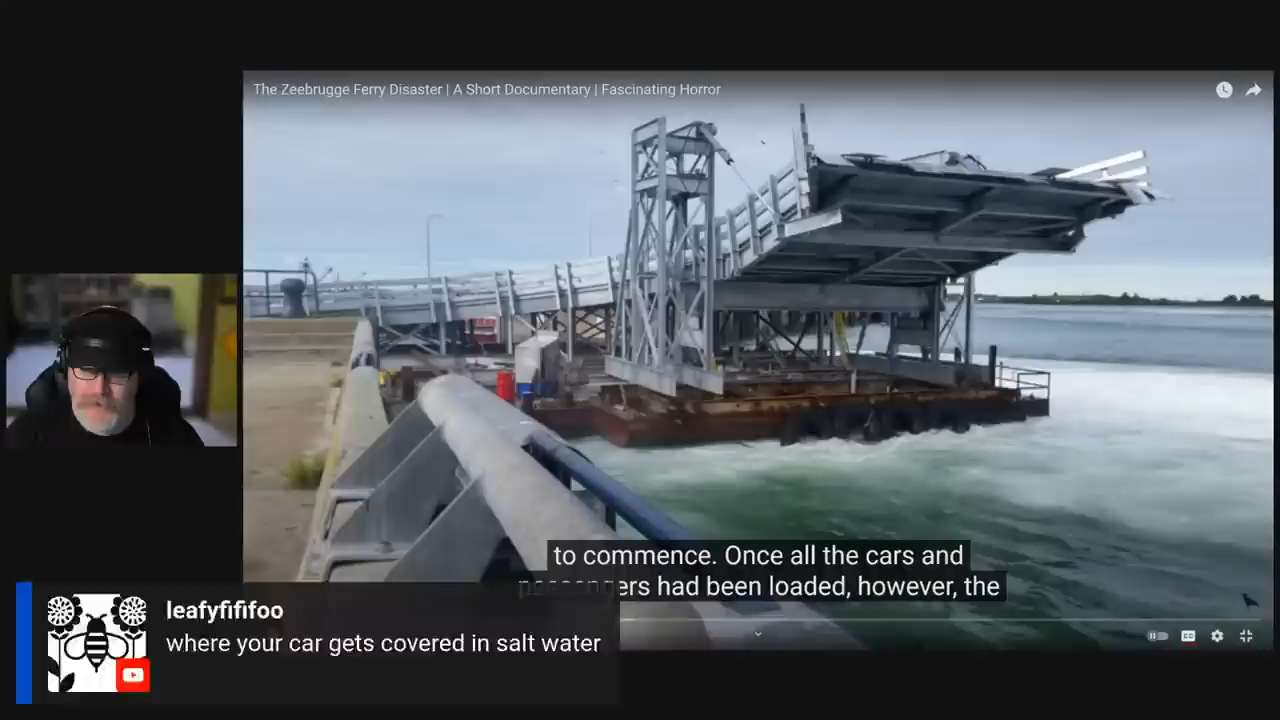 The Zeebrugge Ferry Disaster | A Short Documentary | Fascinating Horror
to commence. Once all the cars and
passengers had been loaded, however, the
leafyfififoo
where your car gets covered in salt water
CC